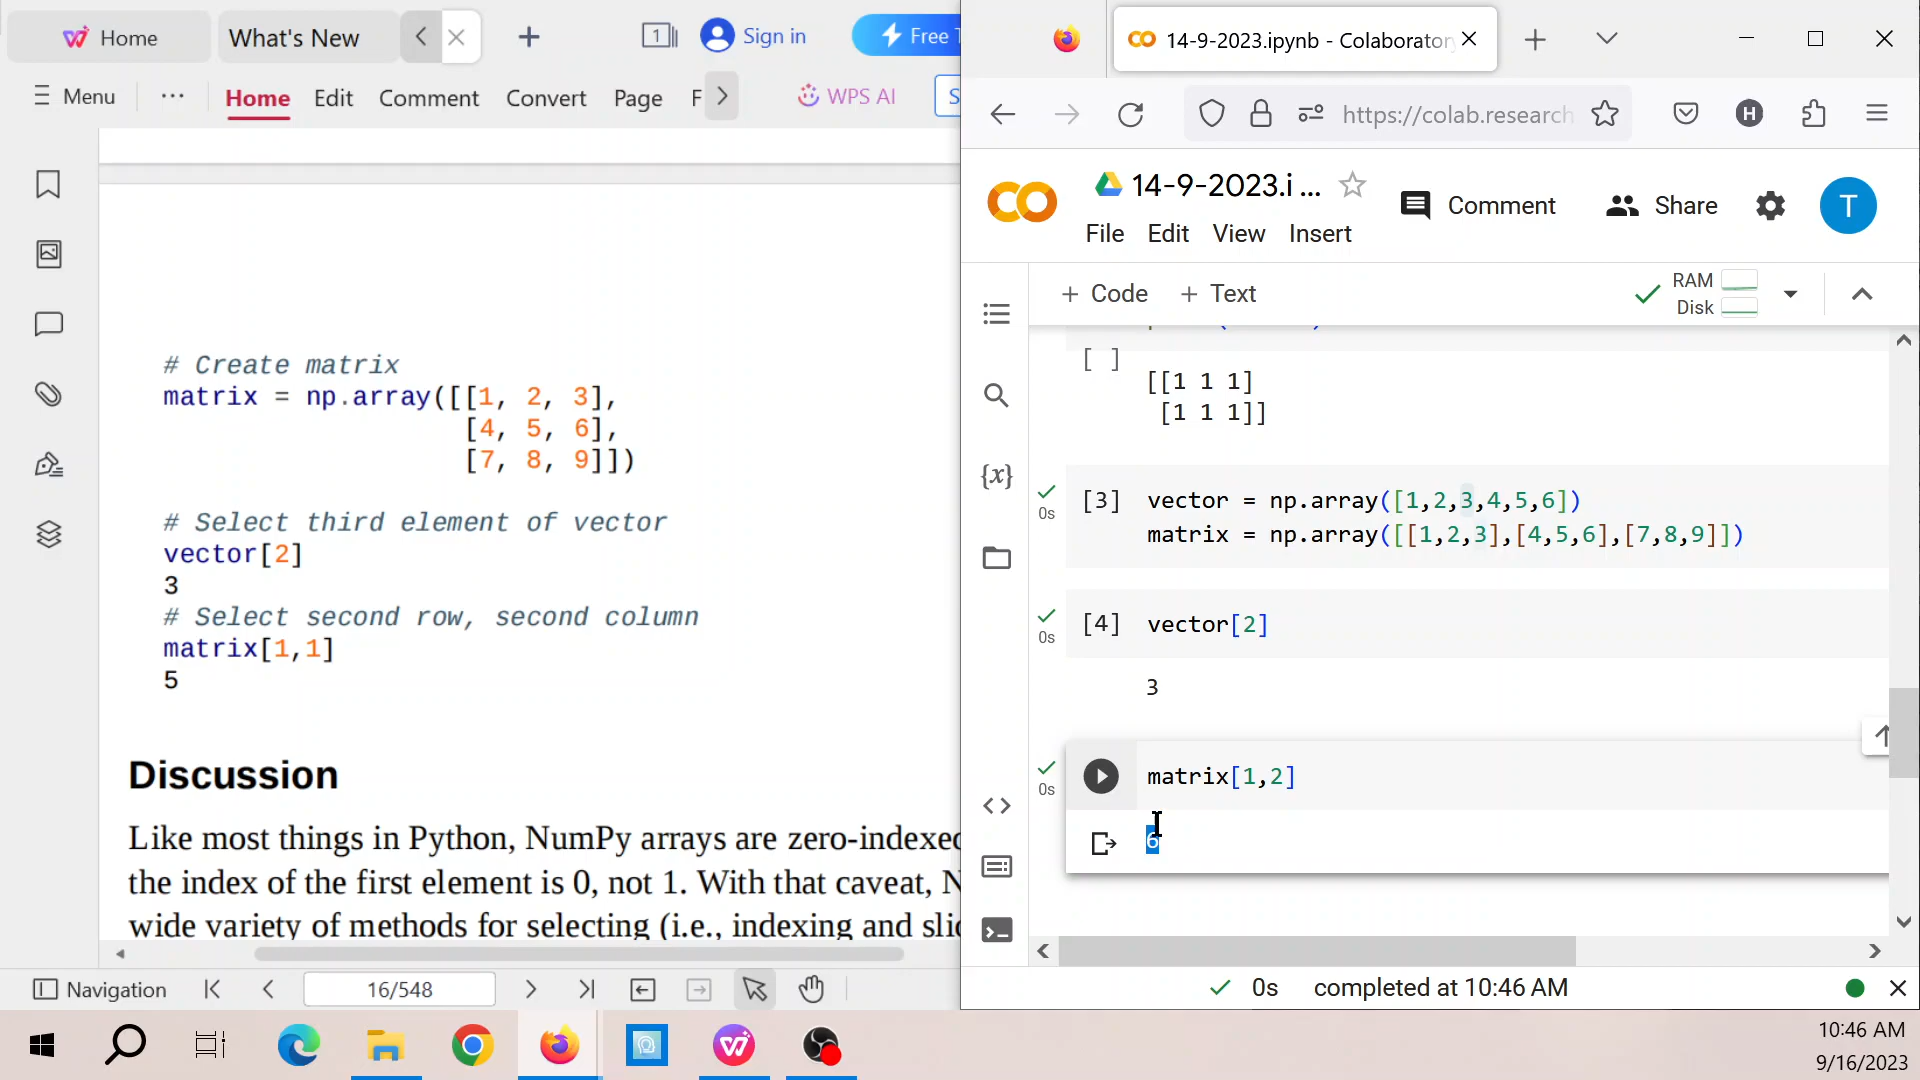 Home
What's New
1
Sign in
Free
Menu
Home
Edit
Comment
Convert
Page
F
WPS AI
S
# Create matrix
matrix = np.array([[1, 2, 3],
[4, 5, 6],
[7, 8, 9]])
# Select third element of vector
vector[2]
3
# Select second row, second column
matrix[1,1]
5
Discussion
Like most things in Python, NumPy arrays are zero-indexed
the index of the first element is 0, not 1. With that caveat, N
wide variety of methods for selecting (i.e., indexing and slic
Navigation
16/548
14-9-2023.ipynb - Colaborator
https://colab.research
H
14-9-2023.i ...
Comment
Share
T
File
Edit
View
Insert
+ Code
+ Text
RAM
Disk
{x}
[ ]
[[1 1 1]
[1 1 1]]
[3]
vector = np.array([1,2,3,4,5,6])
matrix = np.array([[1,2,3],[4,5,6],[7,8,9]])
0s
[4]
vector[2]
0s
3
matrix[1,2]
0s
6
0s
completed at 10:46 AM
10:46 AM
9/16/2023